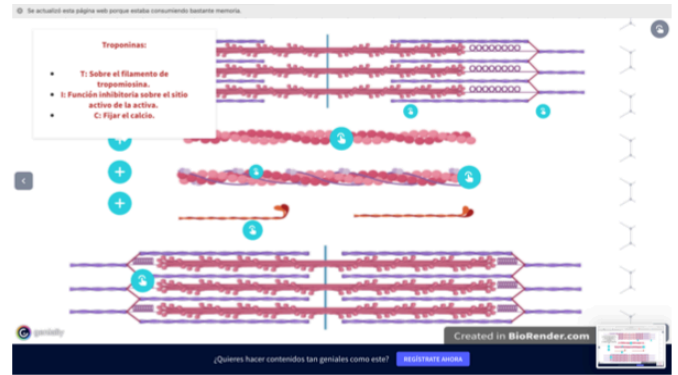 Se actualizó esta página web porque estaba consumiendo bastante memoria.
Troponinas:
T: Sobre el filamento de
tropomiosina.
I: Función inhibitoria sobre el sitio
activo de la activa.
C: Fijar el calcio.
genially
Created in BioRender.com
¿Quieres hacer contenidos tan geniales como este?
REGÍSTRATE AHORA